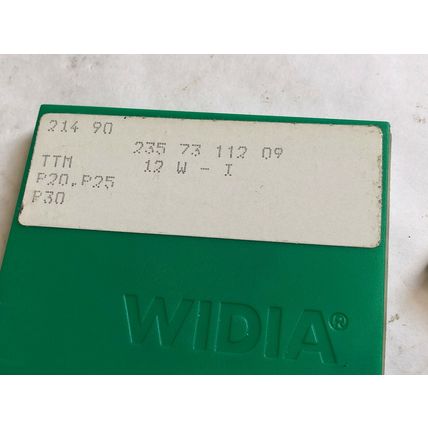 214 90
235 73 112 09
TTM 12 W - I
P20,P25
P30
WIDIA®